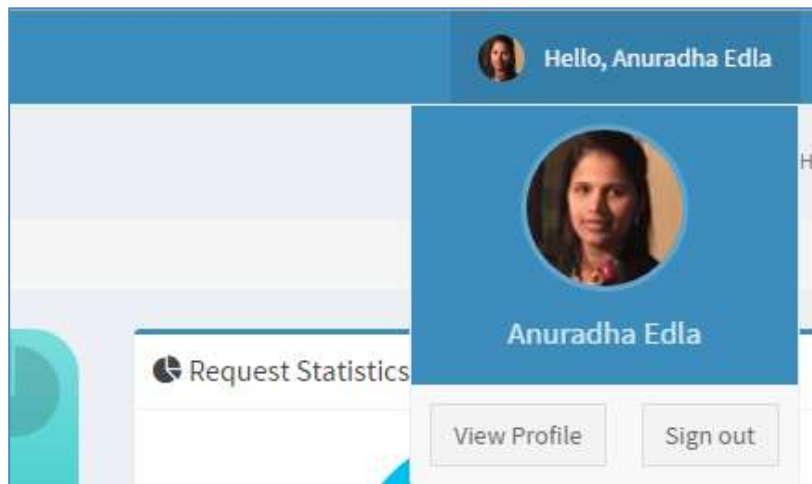 Hello, Anuradha Edla
H
Anuradha Edla
Request Statistics
View Profile
Sign out